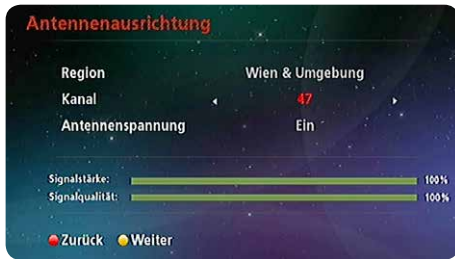 Antennenausrichtung
Region Wien & Umgebung
Kanal 47
Antennenspannung Ein
Signalstärke: 100%
Signalqualität: 100%
Zurück Weiter